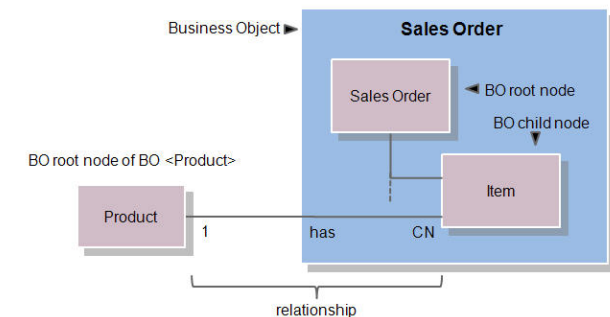 Business Object
Sales Order
Sales Order
BO root node
BO child node
BO root node of BO <Product>
Item
Product
1
has
CN
relationship